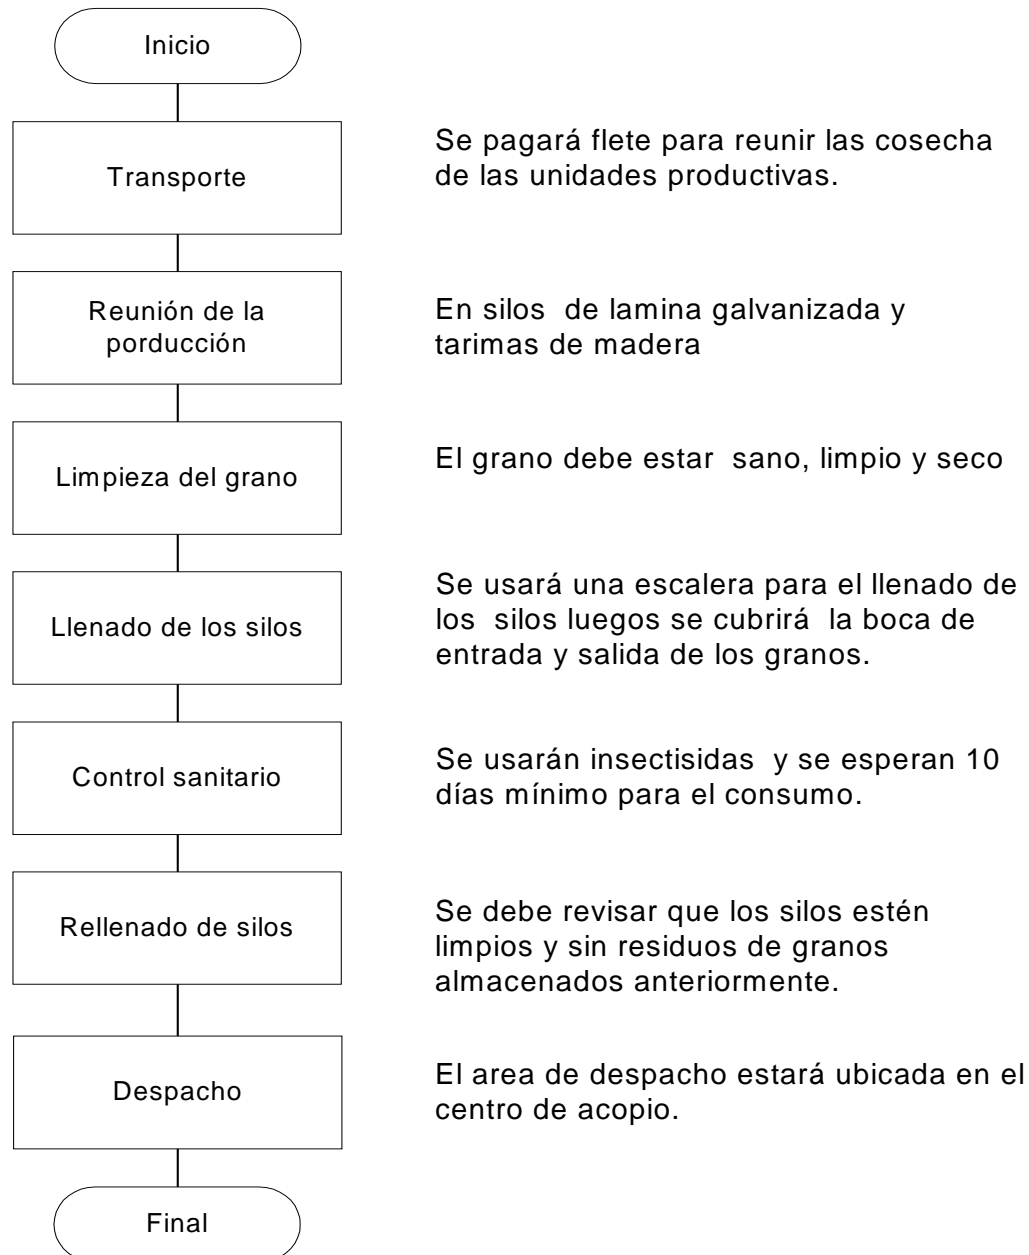 Inicio
Transporte
Se pagará flete para reunir las cosecha
de las unidades productivas.
Reunión de la
porducción
En silos  de lamina galvanizada y
tarimas de madera
Limpieza del grano
El grano debe estar  sano, limpio y seco
Llenado de los silos
Se usará una escalera para el llenado de
los  silos luegos se cubrirá  la boca de
entrada y salida de los granos.
Control sanitario
Se usarán insectisidas  y se esperan 10
días mínimo para el consumo.
Rellenado de silos
Se debe revisar que los silos estén
limpios y sin residuos de granos
almacenados anteriormente.
Despacho
El area de despacho estará ubicada en el
centro de acopio.
Final